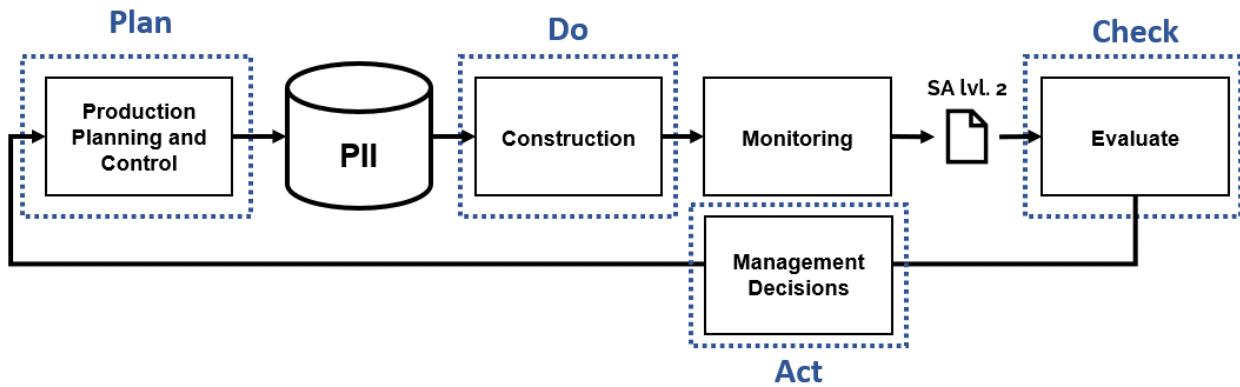 Plan
Do
Check
Production
Planning and
Control
PII
Construction
Monitoring
SA lvl. 2
Evaluate
Management
Decisions
Act